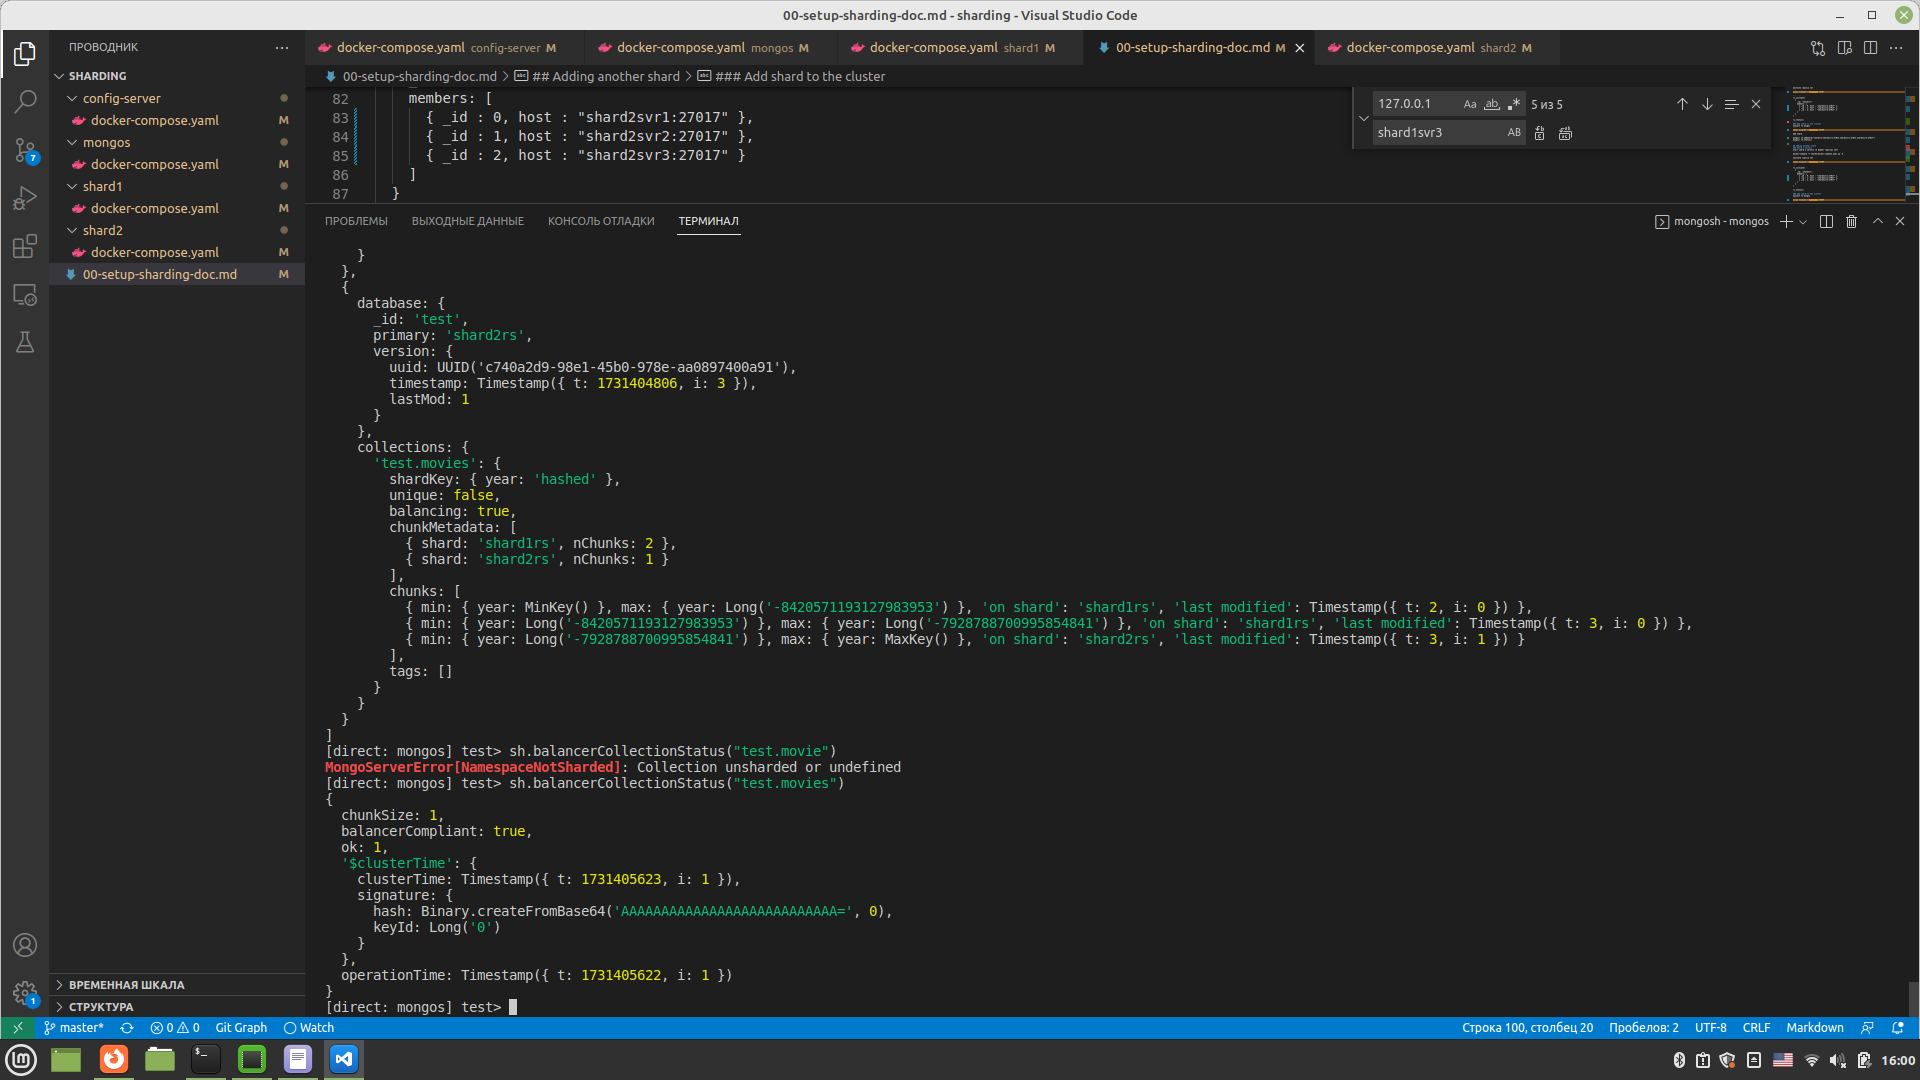 00-setup-sharding-doc.md - sharding - Visual Studio Code
ПРОВОДНИК
docker-compose.yaml config-server M
docker-compose.yaml mongos M
docker-compose.yaml shard1 M
00-setup-sharding-doc.md M
docker-compose.yaml shard2 M
00-setup-sharding-doc.md > ## Adding another shard > ### Add shard to the cluster
SHARDING
config-server
docker-compose.yaml M
mongos
docker-compose.yaml M
shard1
docker-compose.yaml M
shard2
docker-compose.yaml M
00-setup-sharding-doc.md M
7
82 members: [
83 { _id : 0, host : "shard2svr1:27017" },
84 { _id : 1, host : "shard2svr2:27017" },
85 { _id : 2, host : "shard2svr3:27017" }
86 ]
87 }
127.0.0.1 Aa ab 5 из 5
shard1svr3 AB
ПРОБЛЕМЫ ВЫХОДНЫЕ ДАННЫЕ КОНСОЛЬ ОТЛАДКИ ТЕРМИНАЛ
mongosh - mongos
}
},
{
database: {
_id: 'test',
primary: 'shard2rs',
version: {
uuid: UUID('c740a2d9-98e1-45b0-978e-aa0897400a91'),
timestamp: Timestamp({ t: 1731404806, i: 3 }),
lastMod: 1
}
},
collections: {
'test.movies': {
shardKey: { year: 'hashed' },
unique: false,
balancing: true,
chunkMetadata: [
{ shard: 'shard1rs', nChunks: 2 },
{ shard: 'shard2rs', nChunks: 1 }
],
chunks: [
{ min: { year: MinKey() }, max: { year: Long('-8420571193127983953') }, 'on shard': 'shard1rs', 'last modified': Timestamp({ t: 2, i: 0 }) },
{ min: { year: Long('-8420571193127983953') }, max: { year: Long('-7928788700995854841') }, 'on shard': 'shard1rs', 'last modified': Timestamp({ t: 3, i: 0 }) },
{ min: { year: Long('-7928788700995854841') }, max: { year: MaxKey() }, 'on shard': 'shard2rs', 'last modified': Timestamp({ t: 3, i: 1 }) }
],
tags: []
}
}
}
]
[direct: mongos] test> sh.balancerCollectionStatus("test.movie")
MongoServerError[NamespaceNotSharded]: Collection unsharded or undefined
[direct: mongos] test> sh.balancerCollectionStatus("test.movies")
{
chunkSize: 1,
balancerCompliant: true,
ok: 1,
'$clusterTime': {
clusterTime: Timestamp({ t: 1731405623, i: 1 }),
signature: {
hash: Binary.createFromBase64('AAAAAAAAAAAAAAAAAAAAAAAAAAA=', 0),
keyId: Long('0')
}
},
operationTime: Timestamp({ t: 1731405622, i: 1 })
}
[direct: mongos] test>
ВРЕМЕННАЯ ШКАЛА
СТРУКТУРА
1
master* 0 0 Git Graph Watch
Строка 100, столбец 20 Пробелов: 2 UTF-8 CRLF Markdown
16:00